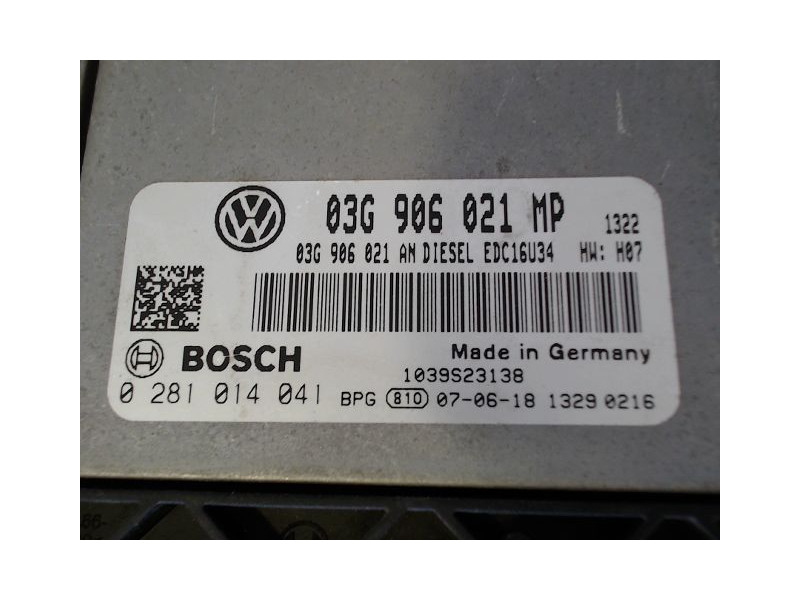 03G 906 021 MP 1322
03G 906 021 AN DIESEL EDC16U34 HW: H07
BOSCH Made in Germany
1039S23138
0 281 014 041 BPG 810 07-06-18 1329 0216